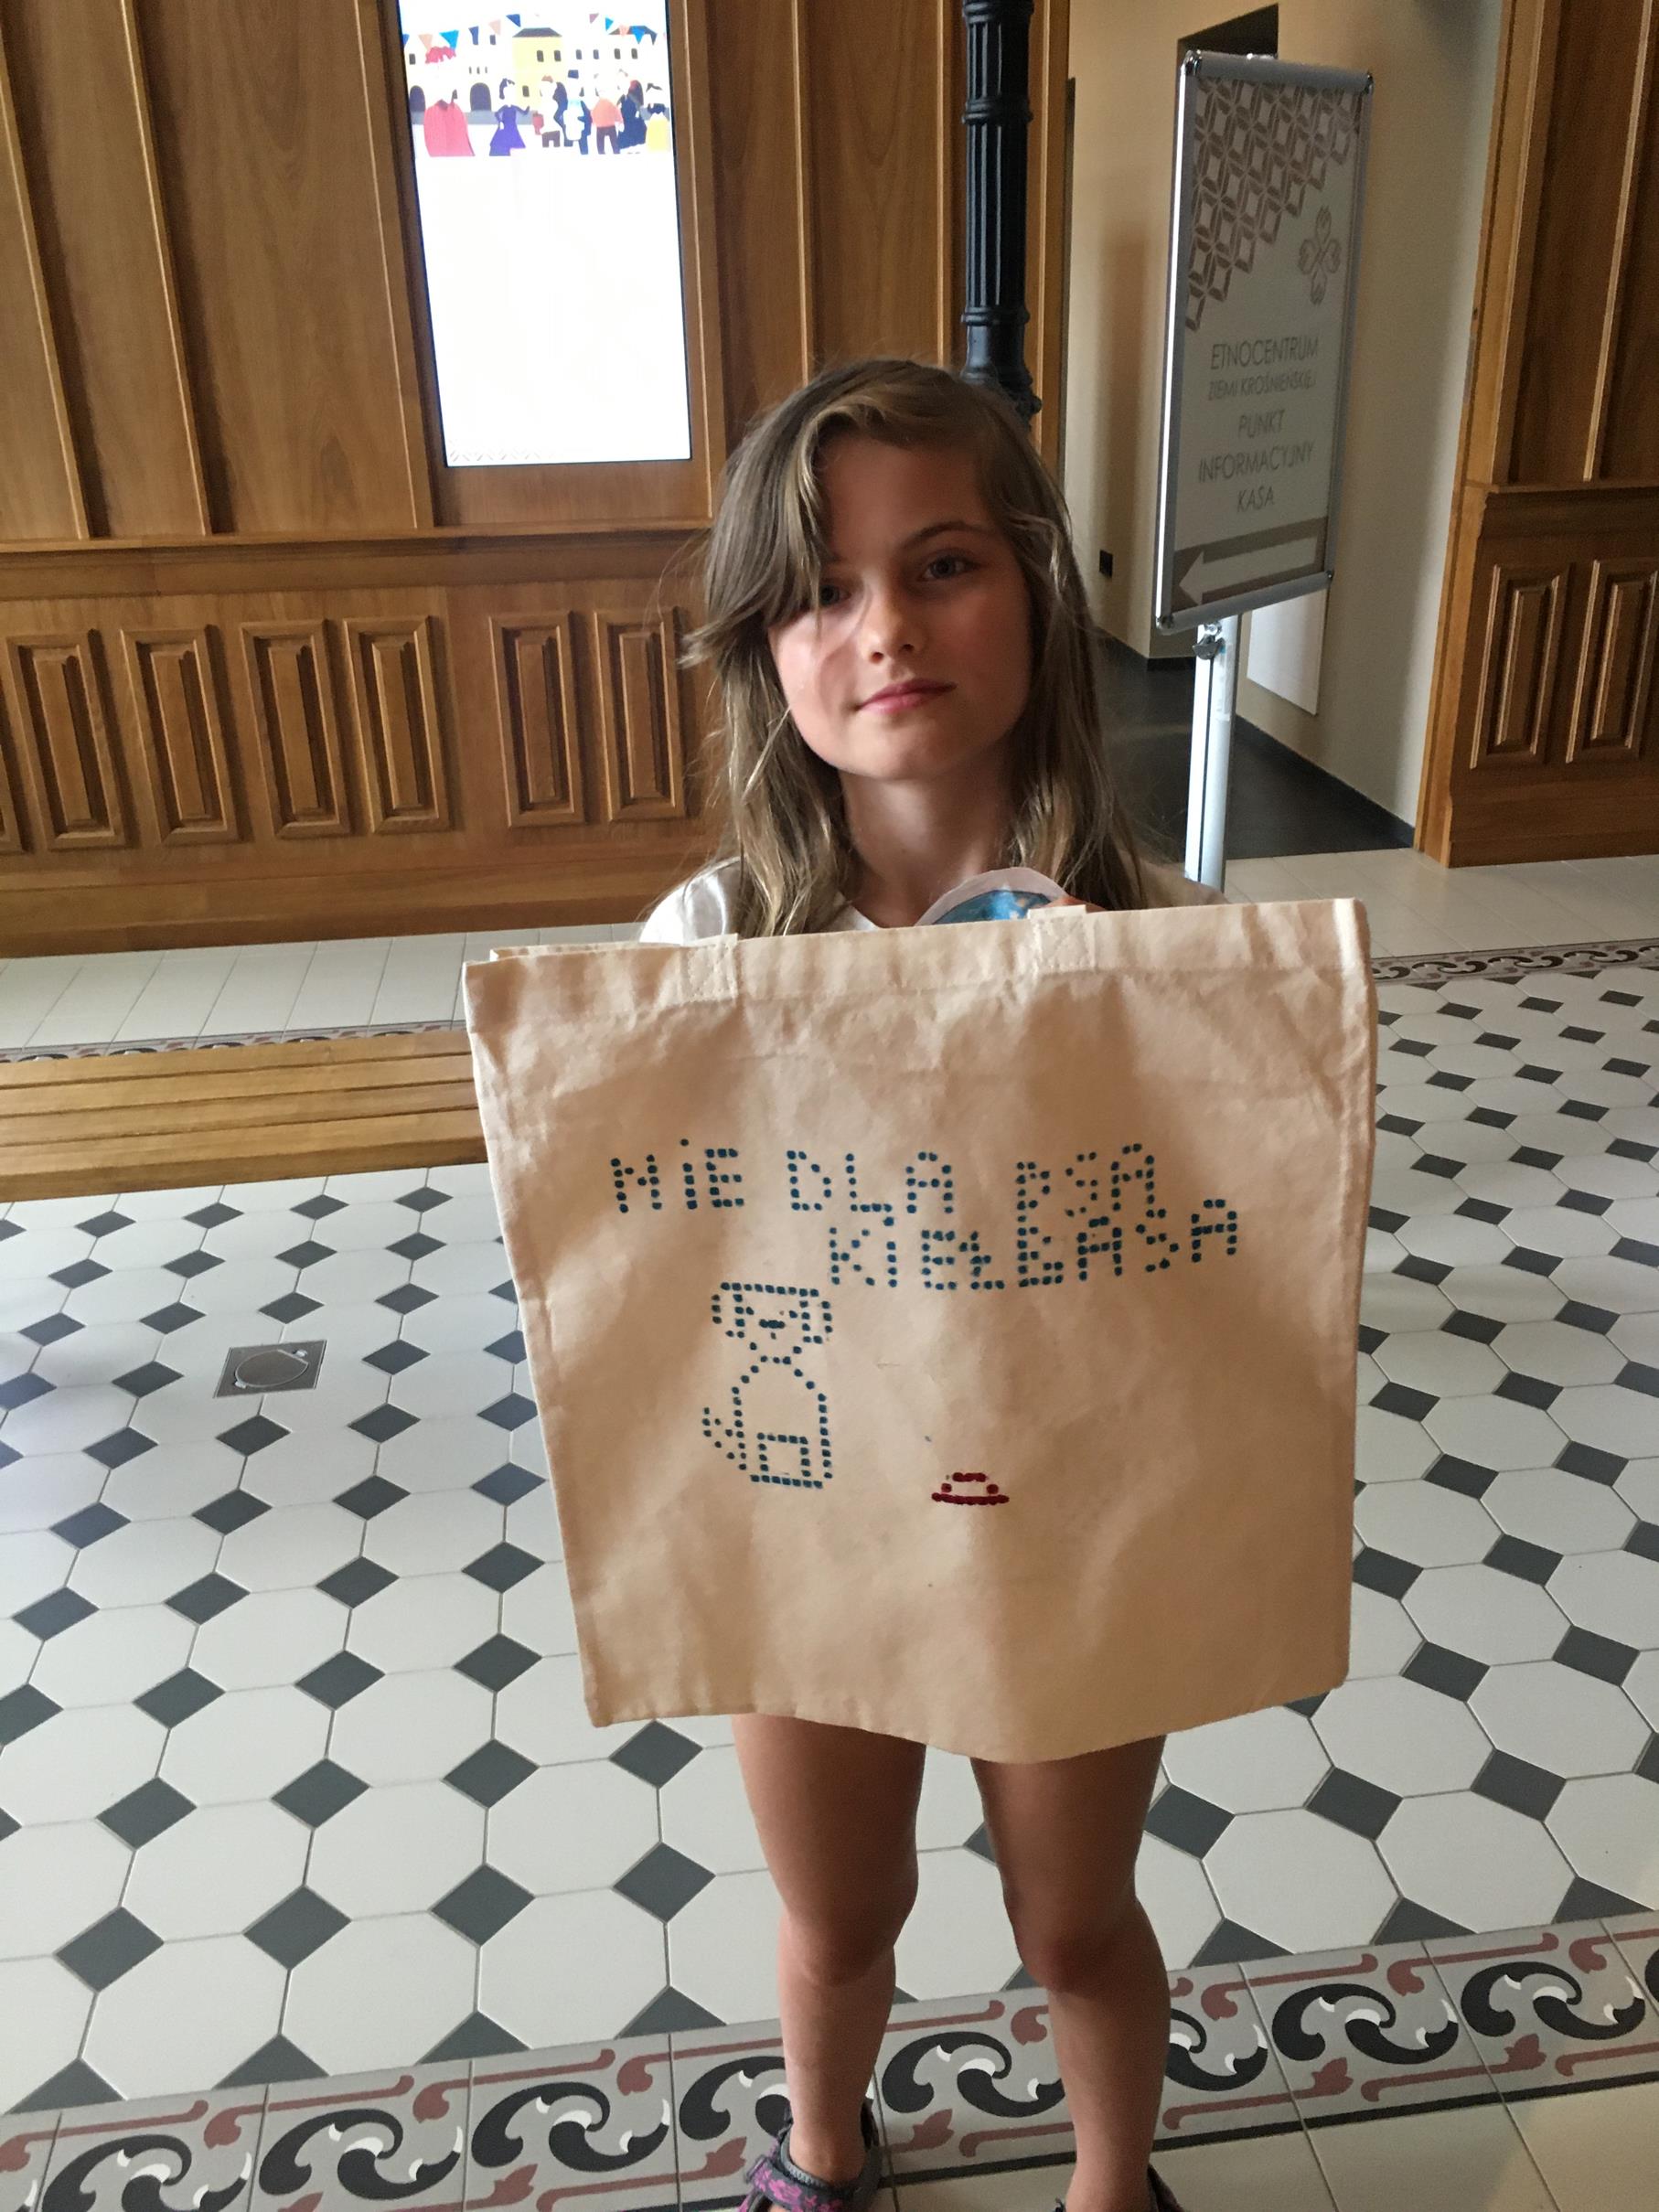 ETNOCENTRUM
ZIEMI KROŚNIEŃSKIEJ
PUNKT
INFORMACYJNY
KASA
NIE DLA PSA
KIEŁBASA